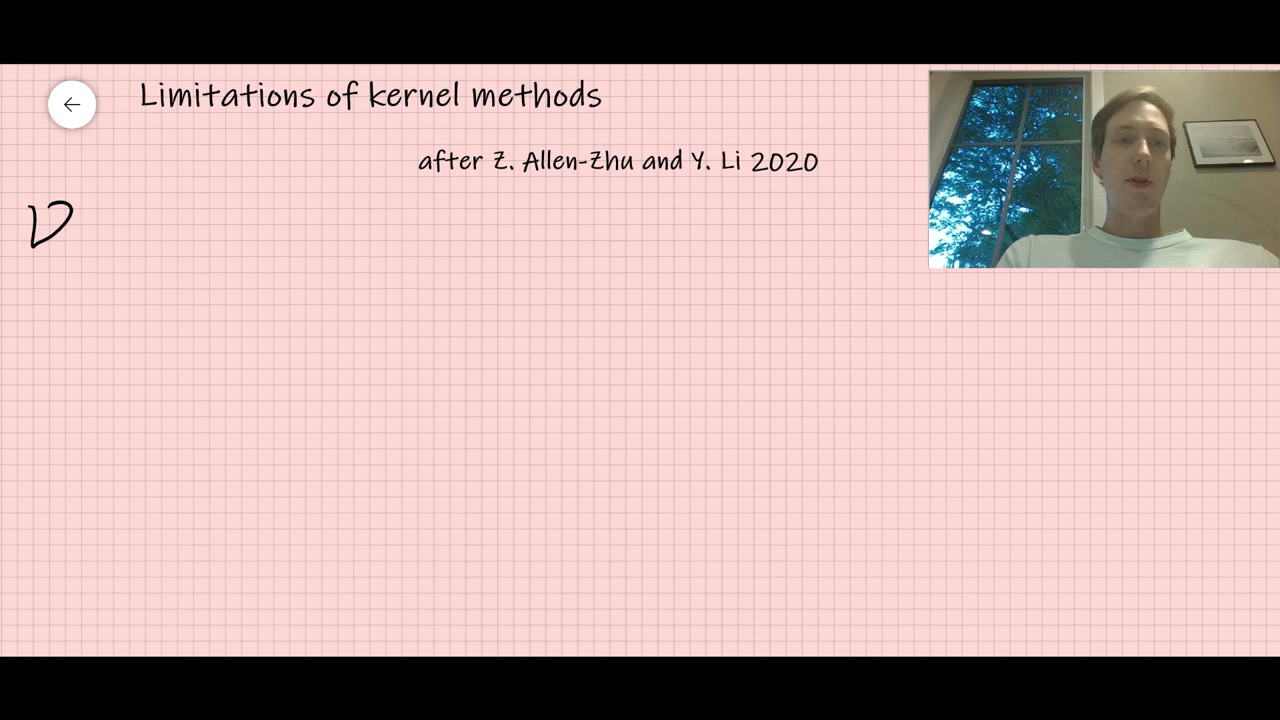 Limitations of kernel methods
after Z. Allen-Zhu and Y. Li 2020
D